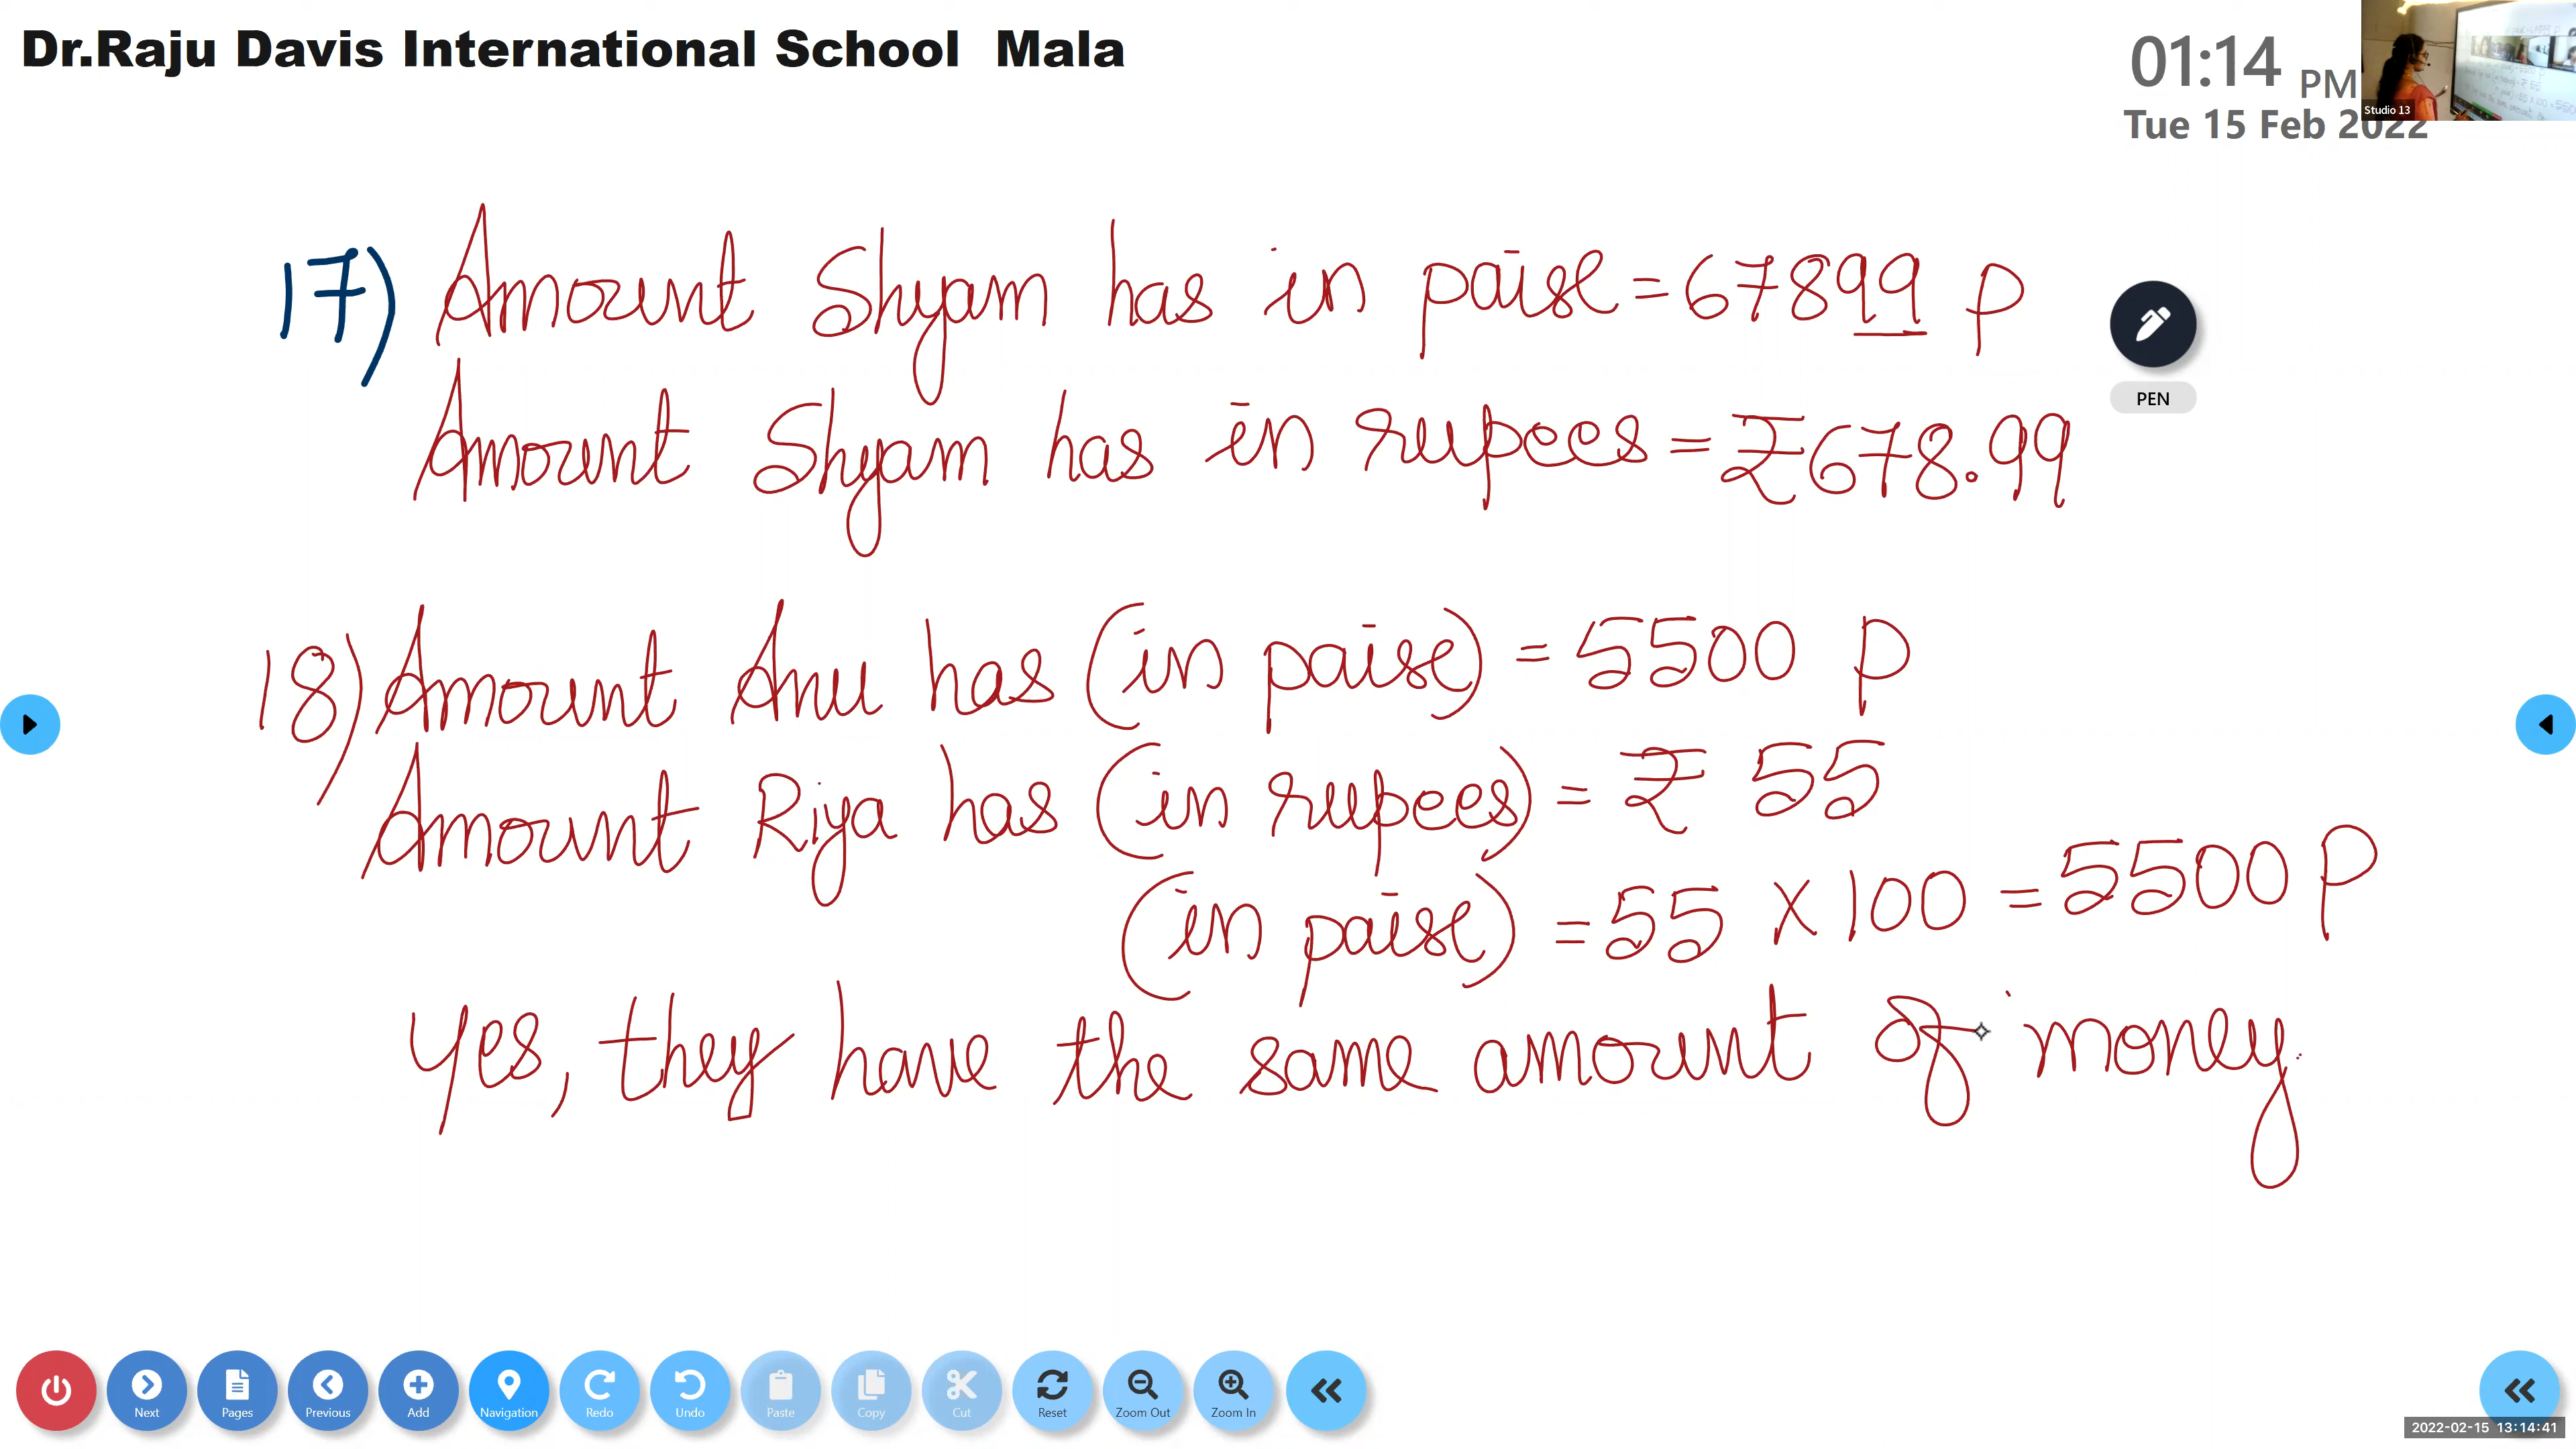 Dr.Raju Davis International School Mala
01:14 PM
Tue 15 Feb 2022
Studio 13
17) Amount Shyam has in paise = 67899 P
Amount Shyam has in rupees = ₹678.99
PEN
18) Amount Anu has (in paise) = 5500 P
Amount Riya has (in rupees) = ₹ 55
(in paise) = 55 × 100 = 5500 P
Yes, they have the same amount of money.
Next Pages Previous Add Navigation Redo Undo Paste Copy Cut Reset Zoom Out Zoom In
2022-02-15 13:14:41